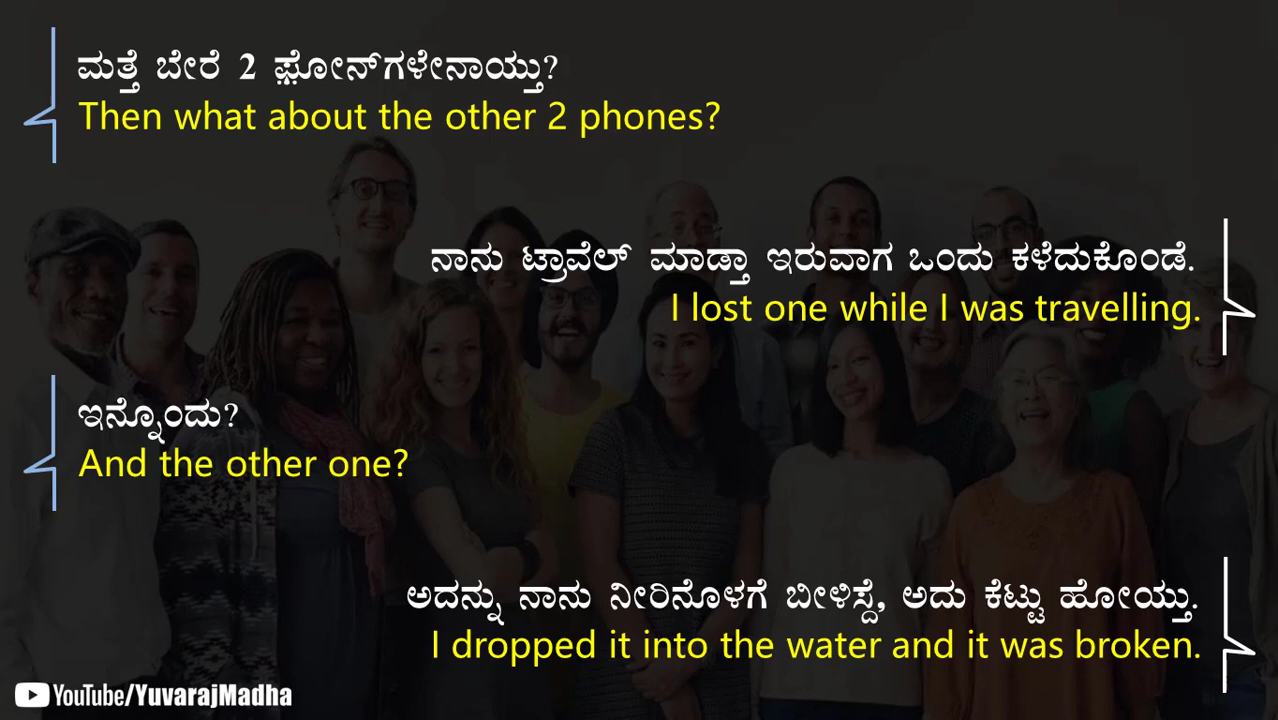 ಮತ್ತೆ ಬೇರೆ 2 ಫ಼ೋನ್‌ಗಳೇನಾಯ್ತು?
Then what about the other 2 phones?
ನಾನು ಟ್ರಾವೆಲ್ ಮಾಡ್ತಾ ಇರುವಾಗ ಒಂದು ಕಳೆದುಕೊಂಡೆ.
I lost one while I was travelling.
ಇನ್ನೊಂದು?
And the other one?
ಅದನ್ನು ನಾನು ನೀರಿನೊಳಗೆ ಬೀಳಿಸ್ದೆ, ಅದು ಕೆಟ್ಟು ಹೋಯ್ತು.
I dropped it into the water and it was broken.
YouTube/YuvarajMadha